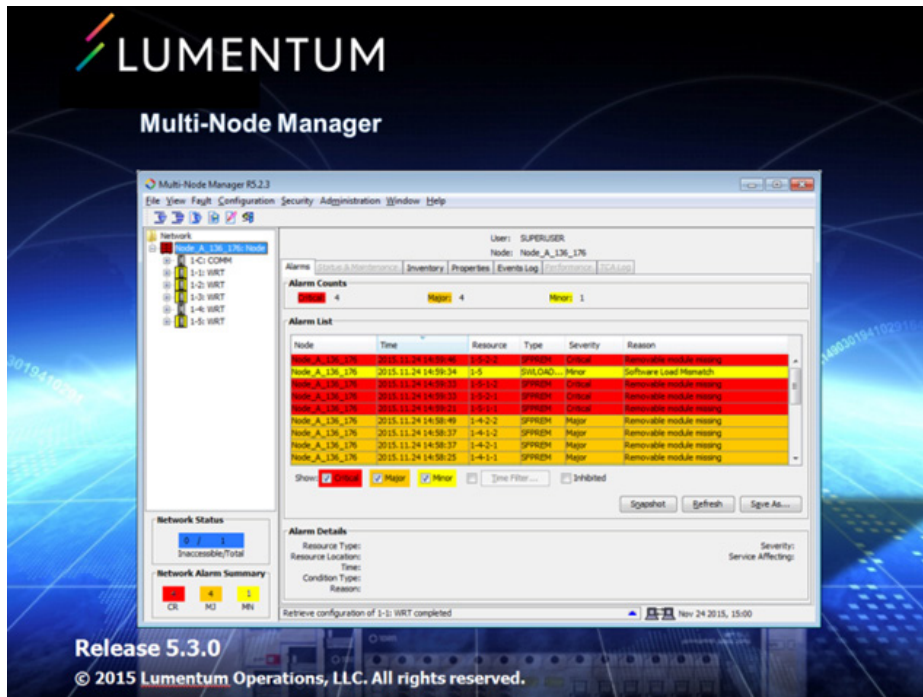 LUMENTUM
Multi-Node Manager
Multi-Node Manager R5.2.3
File View Fault Configuration Security Administration Window Help
Network
Node_A_136_176: Node
1-C: COMM
1-1: WRT
1-2: WRT
1-3: WRT
1-4: WRT
1-5: WRT
User: SUPERUSER
Node: Node_A_136_176
Alarms Status & Maintenance Inventory Properties Events Log Performance TCA Log
Alarm Counts
Critical: 4 Major: 4 Minor: 1
Alarm List
Node Time Resource Type Severity Reason
Node_A_136_176 2015.11.24 14:59:46 1-5-2-2 SFPREM Critical Removable module missing
Node_A_136_176 2015.11.24 14:59:34 1-5 SWLOAD... Minor Software Load Mismatch
Node_A_136_176 2015.11.24 14:59:33 1-5-1-2 SFPREM Critical Removable module missing
Node_A_136_176 2015.11.24 14:59:33 1-5-2-1 SFPREM Critical Removable module missing
Node_A_136_176 2015.11.24 14:59:21 1-5-1-1 SFPREM Critical Removable module missing
Node_A_136_176 2015.11.24 14:58:49 1-4-2-2 SFPREM Major Removable module missing
Node_A_136_176 2015.11.24 14:58:37 1-4-1-2 SFPREM Major Removable module missing
Node_A_136_176 2015.11.24 14:58:37 1-4-2-1 SFPREM Major Removable module missing
Node_A_136_176 2015.11.24 14:58:25 1-4-1-1 SFPREM Major Removable module missing
Show: Critical Major Minor Time Filter... Inhibited
Snapshot Refresh Save As...
Network Status
0 / 1
Inaccessible/Total
Network Alarm Summary
4 4 1
CR MJ MN
Alarm Details
Resource Type: Severity:
Resource Location: Service Affecting:
Time:
Condition Type:
Reason:
Retrieve configuration of 1-1: WRT completed Nov 24 2015, 15:00
Release 5.3.0
© 2015 Lumentum Operations, LLC. All rights reserved.